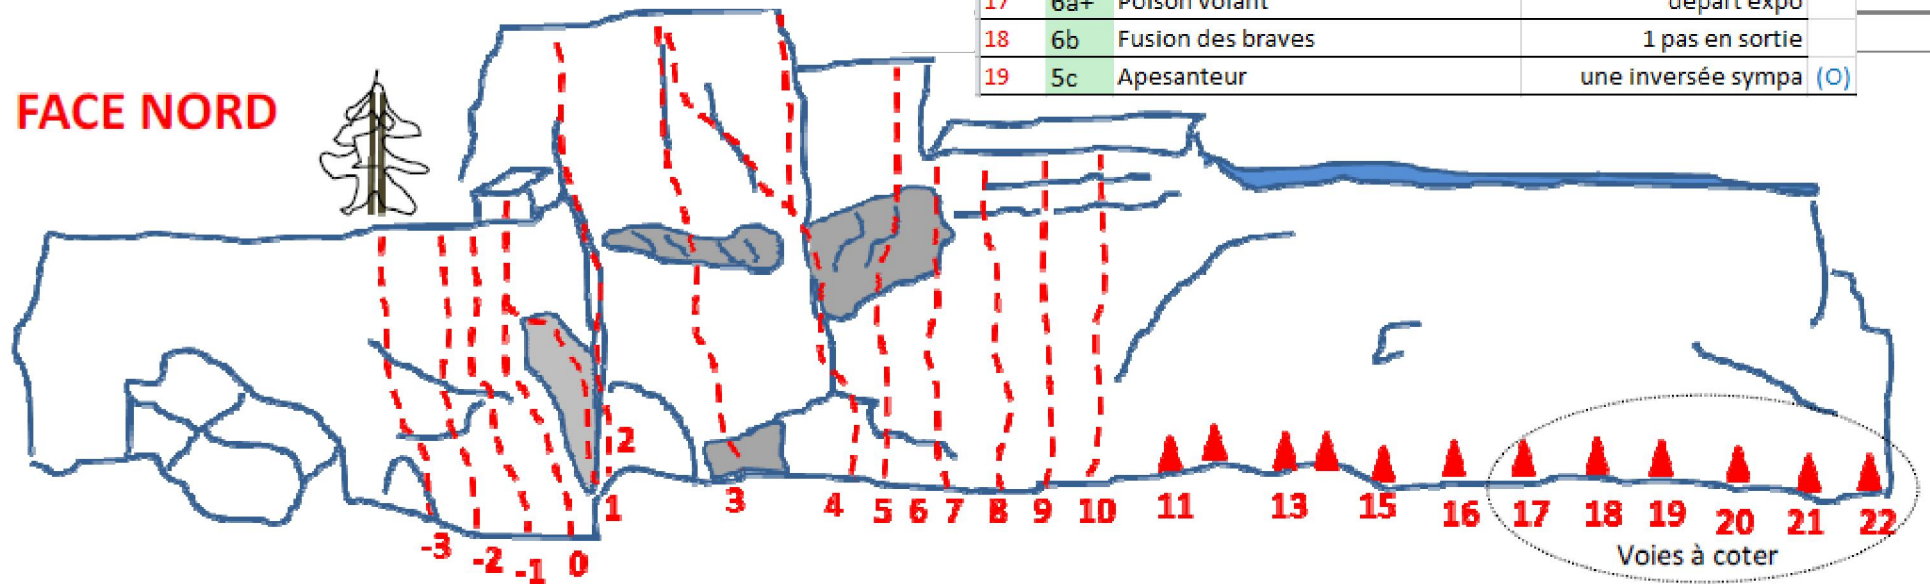 17 6a+ Poison volant départ expo
18 6b Fusion des braves 1 pas en sortie
19 5c Apesanteur une inversée sympa (O)
FACE NORD
2
1 3 4 5 6 7 8 9 10 11 13 15 16 17 18 19 20 21 22
-3 -2 -1 0
Voies à coter